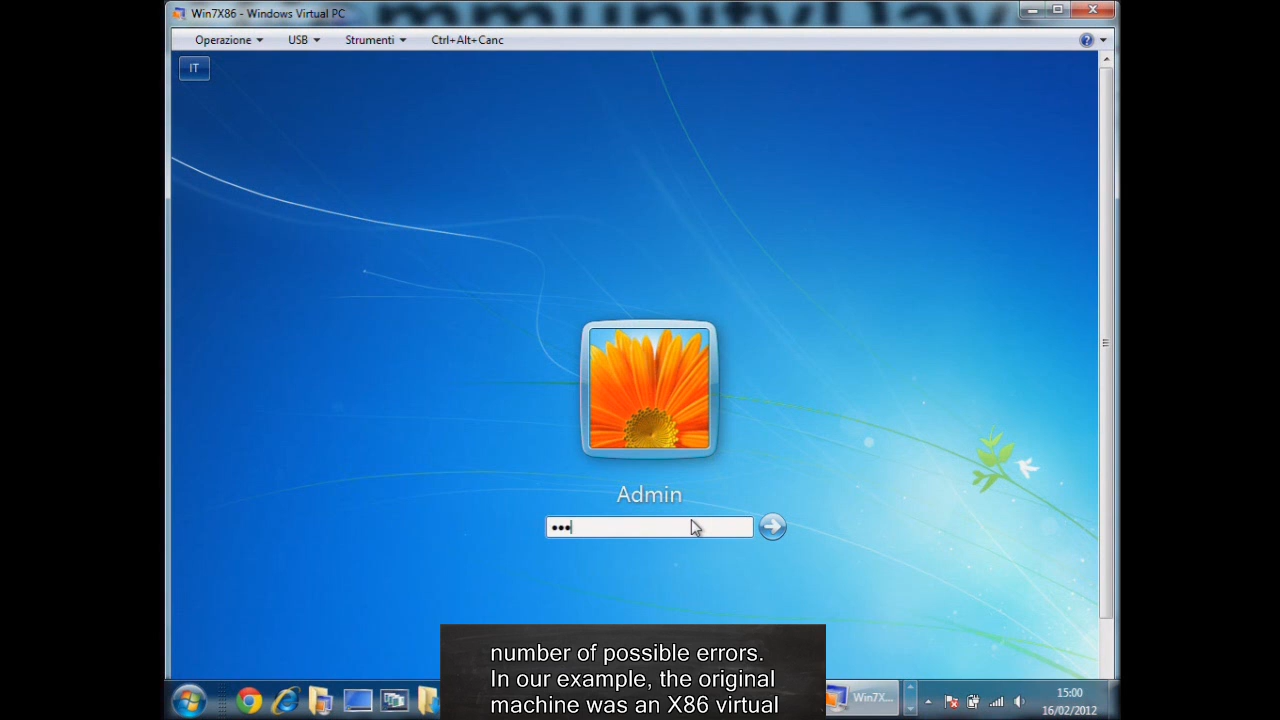 Win7X86 - Windows Virtual PC
Operazione USB Strumenti Ctrl+Alt+Canc
IT
Admin
number of possible errors.
In our example, the original
machine was an X86 virtual
Win7X...
15:00
16/02/2012